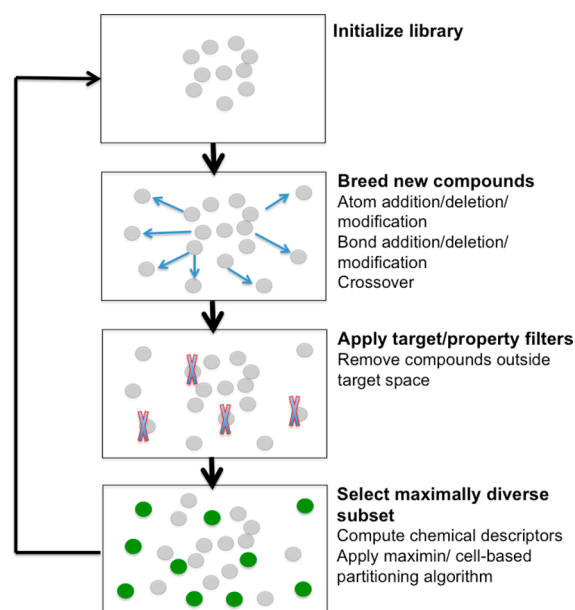 Initialize library
Breed new compounds
Atom addition/deletion/
modification
Bond addition/deletion/
modification
Crossover
Apply target/property filters
Remove compounds outside
target space
Select maximally diverse
subset
Compute chemical descriptors
Apply maximin/ cell-based
partitioning algorithm